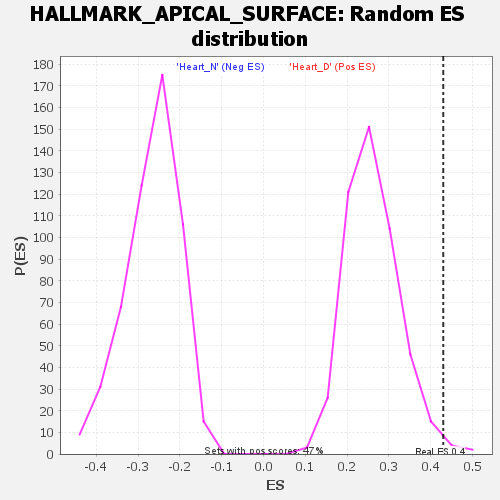 HALLMARK_APICAL_SURFACE: Random ES
distribution
'Heart_N' (Neg ES) 'Heart_D' (Pos ES)
180
170
160
150
140
130
120
110
100
90
80
70
60
50
40
30
20
10
0
P(ES)
Sets with pos scores: 47%
Real ES 0.4
-0.4 -0.3 -0.2 -0.1 0.0 0.1 0.2 0.3 0.4 0.5
ES